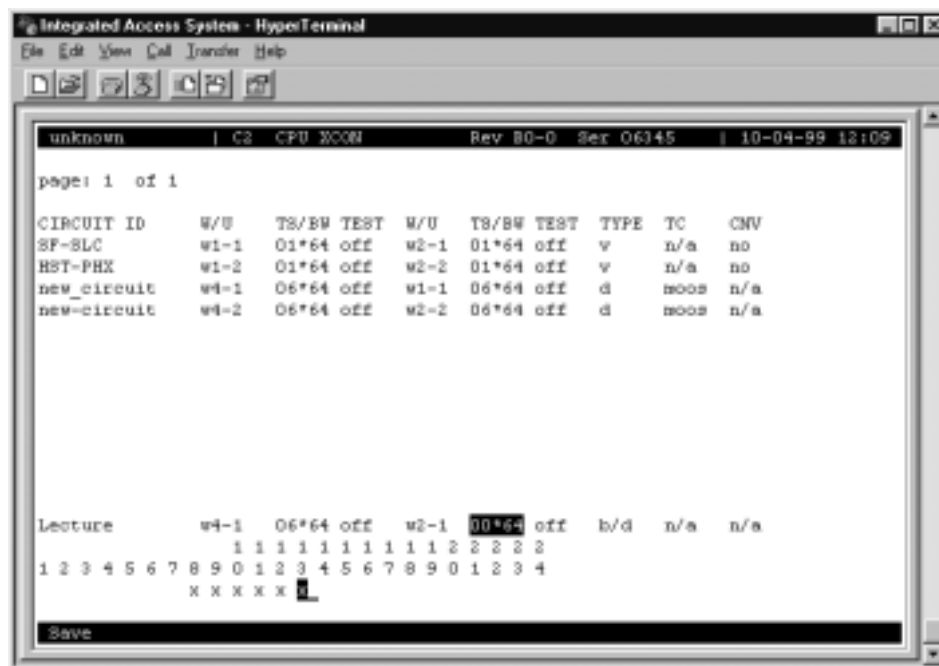 Integrated Access System - HyperTerminal
File Edit View Call Transfer Help
unknown | C2 CPU XCON Rev B0-0 Ser 06345 | 10-04-99 12:09
page: 1 of 1
CIRCUIT ID W/U TS/BW TEST W/U TS/BW TEST TYPE TC CNV
SF-SLC w1-1 01*64 off w2-1 01*64 off v n/a no
HST-PHX w1-2 01*64 off w2-2 01*64 off v n/a no
new_circuit w4-1 06*64 off w1-1 06*64 off d moos n/a
new-circuit w4-2 06*64 off w2-2 06*64 off d moos n/a
Lecture w4-1 06*64 off w2-1 00*64 off b/d n/a n/a
1 1 1 1 1 1 1 1 1 1 2 2 2 2 2
1 2 3 4 5 6 7 8 9 0 1 2 3 4 5 6 7 8 9 0 1 2 3 4
x x x x x x_
Save